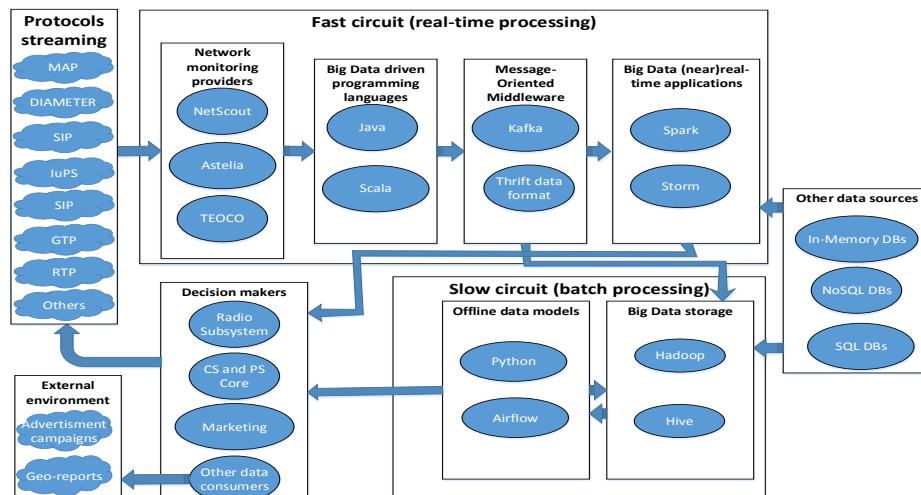 Protocols
streaming
MAP
DIAMETER
SIP
IuPS
SIP
GTP
RTP
Others
Fast circuit (real-time processing)
Network
monitoring
providers
NetScout
Astelia
TEOCO
Big Data driven
programming
languages
Java
Scala
Message-
Oriented
Middleware
Kafka
Thrift data
format
Big Data (near)real-
time applications
Spark
Storm
Other data sources
In-Memory DBs
NoSQL DBs
SQL DBs
Decision makers
Radio
Subsystem
CS and PS
Core
Marketing
Other data
consumers
Slow circuit (batch processing)
Offline data models
Python
Airflow
Big Data storage
Hadoop
Hive
External
environment
Advertisment
campaigns
Geo-reports